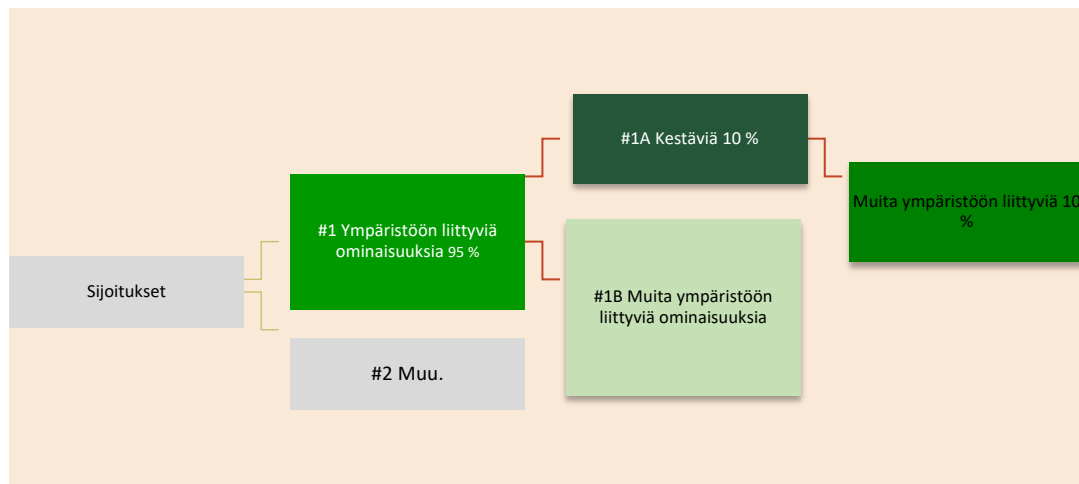 Sijoitukset
#1 Ympäristöön liittyviä
ominaisuuksia 95 %
#2 Muu.
#1A Kestäviä 10 %
#1B Muita ympäristöön
liittyviä ominaisuuksia
Muita ympäristöön liittyviä 10
%